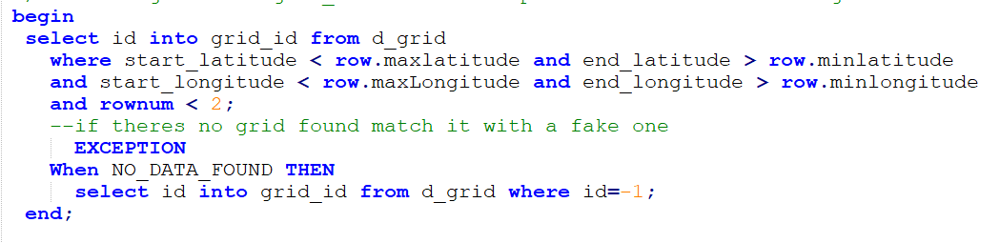 begin
select id into grid_id from d_grid
where start_latitude < row.maxlatitude and end_latitude > row.minlatitude
and start_longitude < row.maxLongitude and end_longitude > row.minlongitude
and rownum < 2;
--if theres no grid found match it with a fake one
EXCEPTION
When NO_DATA_FOUND THEN
select id into grid_id from d_grid where id=-1;
end;